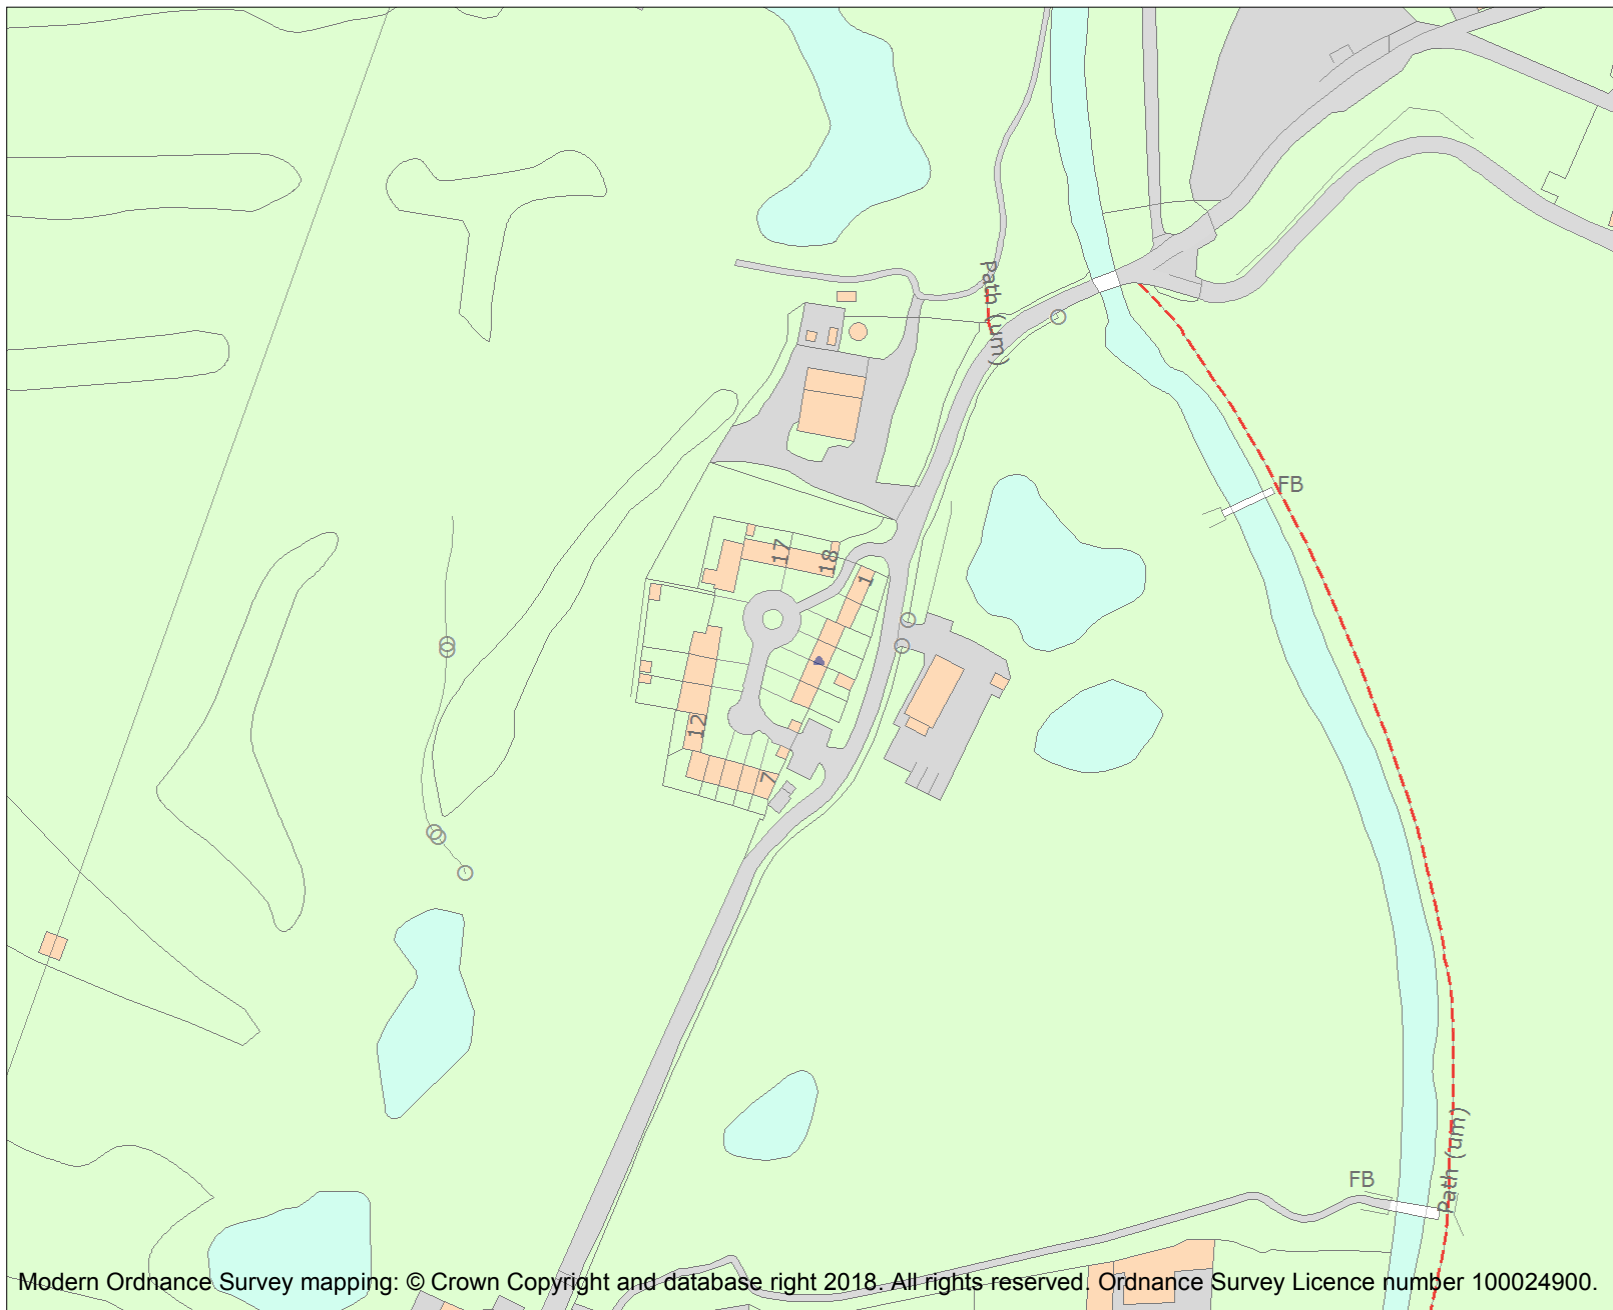 Path (um)
FB
17
18
1
12
7
Path (um)
FB
Modern Ordnance Survey mapping: © Crown Copyright and database right 2018. All rights reserved. Ordnance Survey Licence number 100024900.